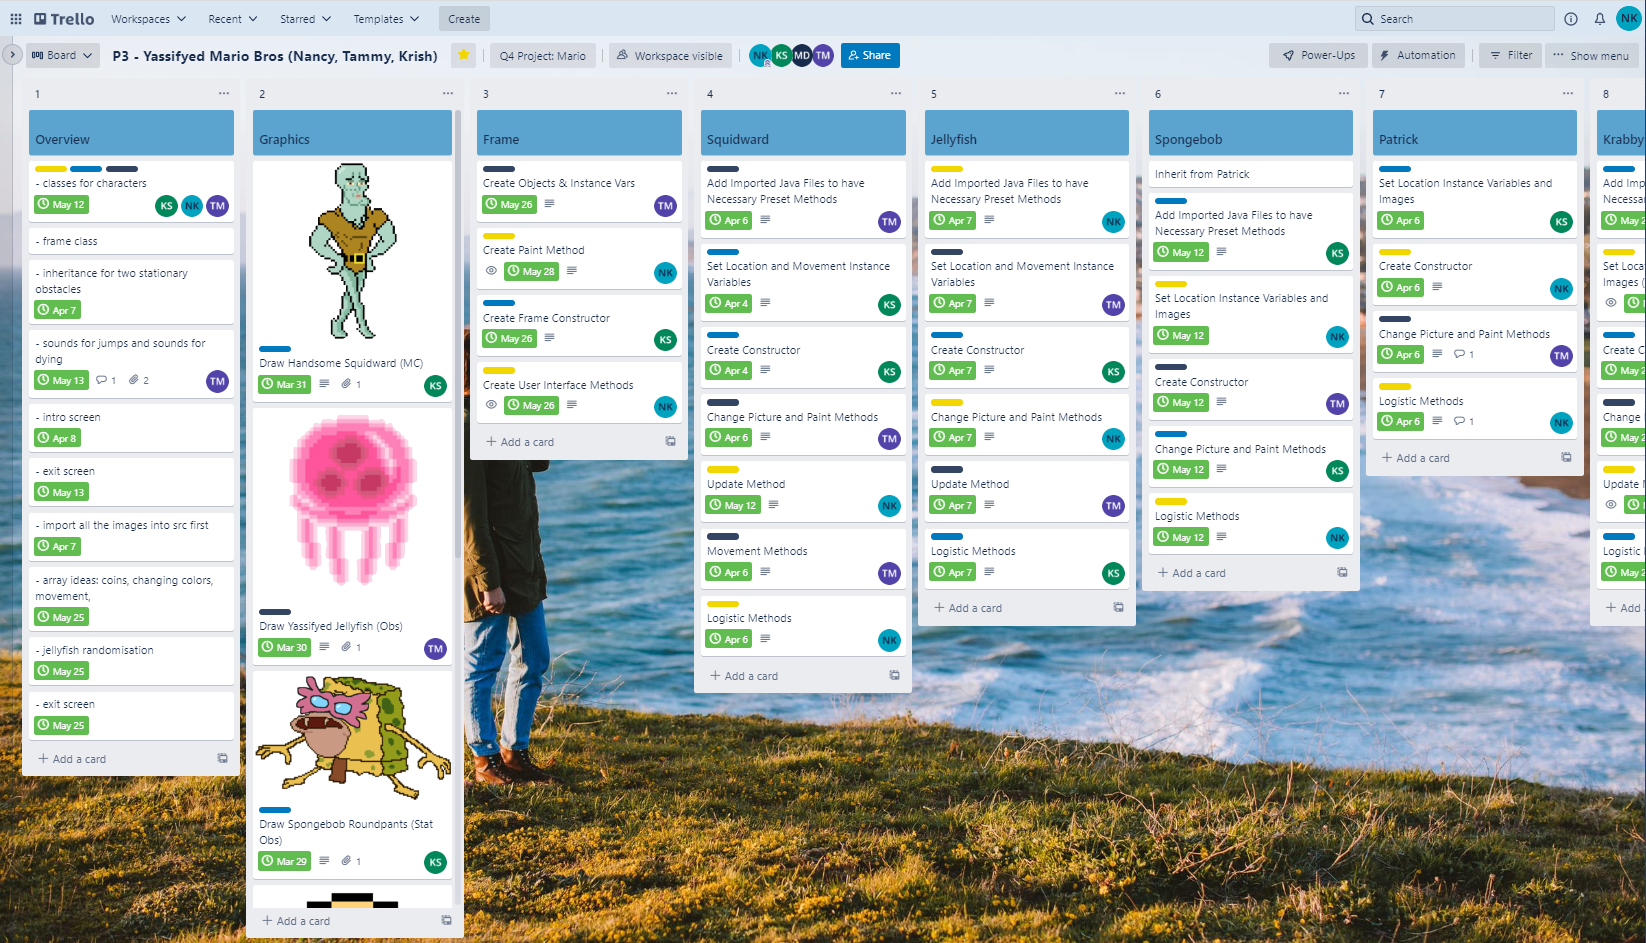 Trello
Workspaces
Recent
Starred
Templates
Create
Search
NK
Board
P3 - Yassifyed Mario Bros (Nancy, Tammy, Krish)
Q4 Project: Mario
Workspace visible
NK
KS
MD
TM
Share
Power-Ups
Automation
Filter
Show menu
1
Overview
- classes for characters
May 12
KS
NK
TM
- frame class
- inheritance for two stationary
obstacles
Apr 7
- sounds for jumps and sounds for
dying
May 13
1
2
TM
- intro screen
Apr 8
- exit screen
May 13
- import all the images into src first
Apr 7
- array ideas: coins, changing colors,
movement,
May 25
- jellyfish randomisation
May 25
- exit screen
May 25
+ Add a card
2
Graphics
Draw Handsome Squidward (MC)
Mar 31
1
KS
Draw Yassifyed Jellyfish (Obs)
Mar 30
1
TM
Draw Spongebob Roundpants (Stat
Obs)
Mar 29
1
KS
+ Add a card
3
Frame
Create Objects & Instance Vars
May 26
TM
Create Paint Method
May 28
NK
Create Frame Constructor
May 26
KS
Create User Interface Methods
May 26
NK
+ Add a card
4
Squidward
Add Imported Java Files to have
Necessary Preset Methods
Apr 6
TM
Set Location and Movement Instance
Variables
Apr 4
KS
Create Constructor
Apr 4
KS
Change Picture and Paint Methods
Apr 6
TM
Update Method
May 12
NK
Movement Methods
Apr 6
TM
Logistic Methods
Apr 6
NK
+ Add a card
5
Jellyfish
Add Imported Java Files to have
Necessary Preset Methods
Apr 7
NK
Set Location and Movement Instance
Variables
Apr 7
TM
Create Constructor
Apr 7
KS
Change Picture and Paint Methods
Apr 7
NK
Update Method
Apr 7
TM
Logistic Methods
Apr 7
KS
+ Add a card
6
Spongebob
Inherit from Patrick
Add Imported Java Files to have
Necessary Preset Methods
May 12
KS
Set Location Instance Variables and
Images
May 12
NK
Create Constructor
May 12
TM
Change Picture and Paint Methods
May 12
KS
Logistic Methods
May 12
NK
+ Add a card
7
Patrick
Set Location Instance Variables and
Images
Apr 6
KS
Create Constructor
Apr 6
NK
Change Picture and Paint Methods
Apr 6
1
TM
Logistic Methods
Apr 6
1
NK
+ Add a card
8
Krabby
Add
Necessa
May
Set Loca
Images (
Create C
May
Change
May
Update
Logistic
May
+ Add